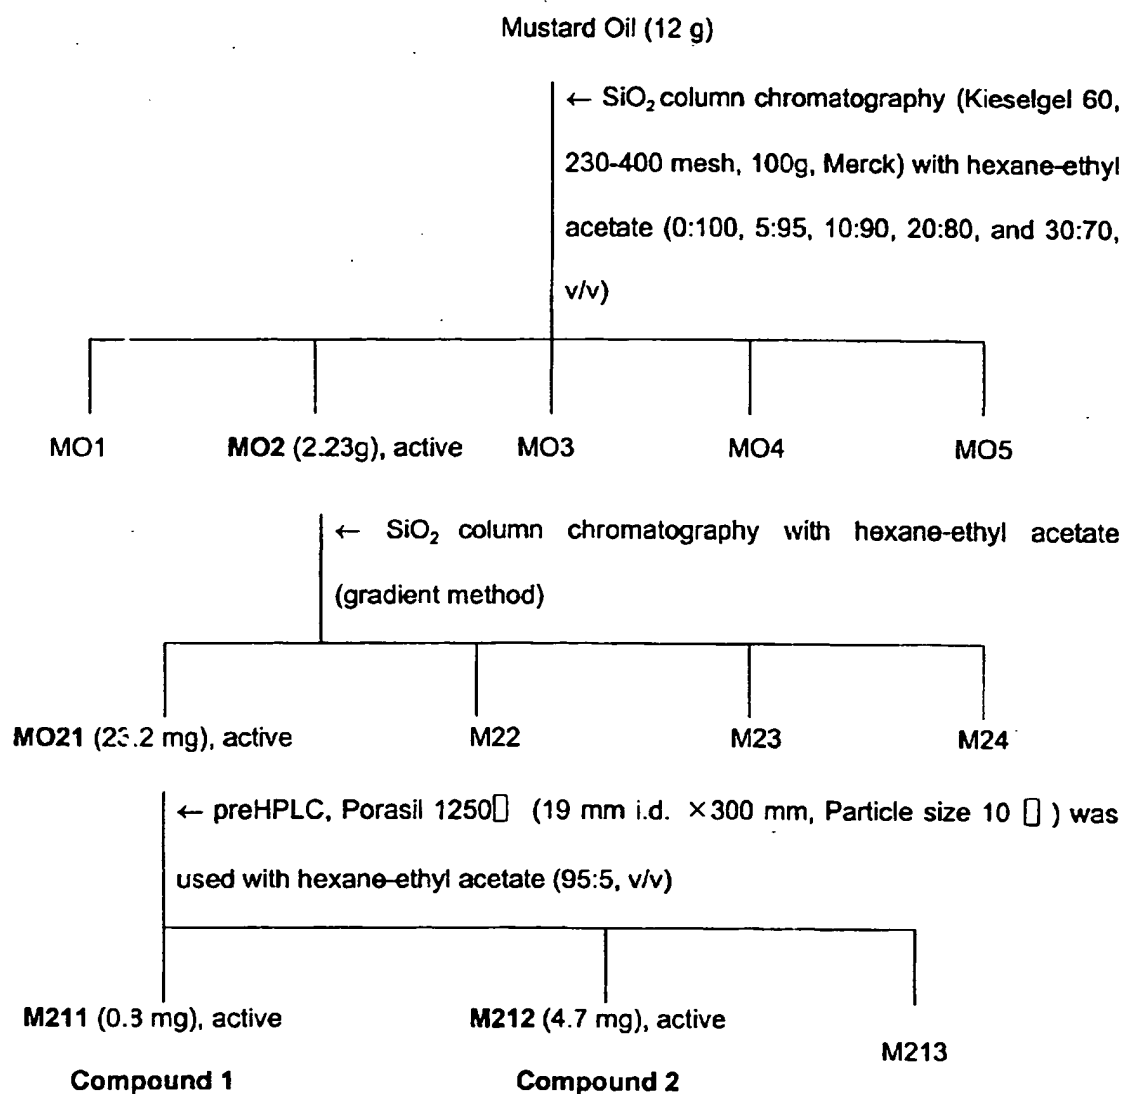 Mustard Oil (12 g)
← SiO₂ column chromatography (Kieselgel 60,
230-400 mesh, 100g, Merck) with hexane-ethyl
acetate (0:100, 5:95, 10:90, 20:80, and 30:70,
v/v)
MO1 MO2 (2.23g), active MO3 MO4 MO5
← SiO₂ column chromatography with hexane-ethyl acetate
(gradient method)
MO21 mg), active M22 M23 M24
← preHPLC, Porasil 1250▯ (19 mm i.d. ×300 mm, Particle size 10 ▯ ) was
used with hexane-ethyl acetate (95:5, v/v)
M211 mg), active M212 (4.7 mg), active
M213
Compound 1 Compound 2